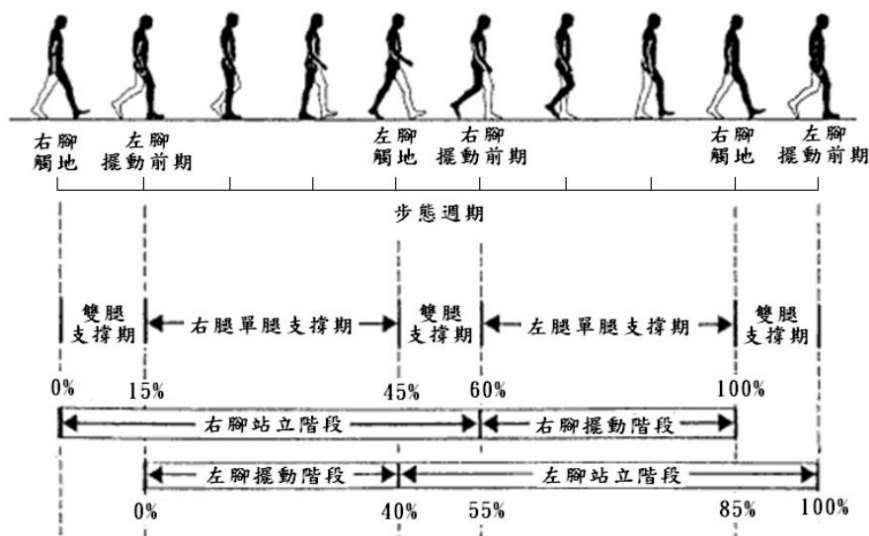 右腳
觸地
左腳
擺動前期
左腳
觸地
右腳
擺動前期
右腳
觸地
左腳
擺動前期
步態週期
雙腿
支撐期
右腿單腿支撐期
雙腿
支撐期
左腿單腿支撐期
雙腿
支撐期
0% 15% 45% 60% 100%
右腳站立階段 右腳擺動階段
左腳擺動階段 左腳站立階段
0% 40% 55% 85% 100%